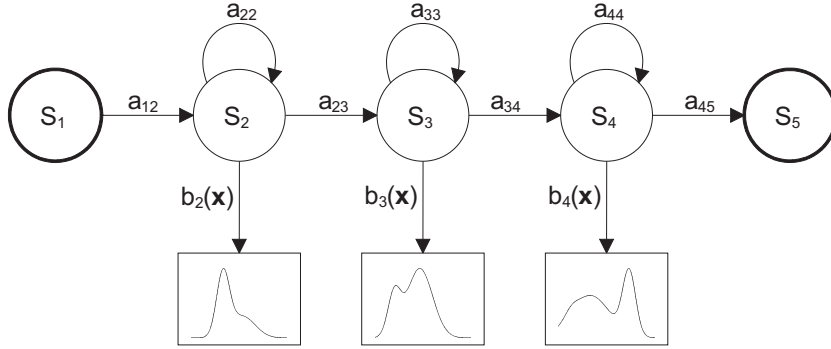 a₂₂ a₃₃ a₄₄
S₁ a₁₂ S₂ a₂₃ S₃ a₃₄ S₄ a₄₅ S₅
b₂(x) b₃(x) b₄(x)